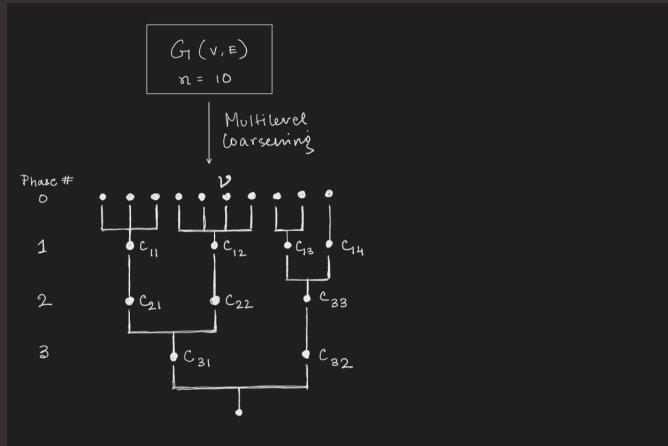 G(V,E)
n = 10
Multilevel
Coarsening
Phase #
ν
0
1 C11 C12 C13 C14
2 C21 C22 C33
3 C31 C32